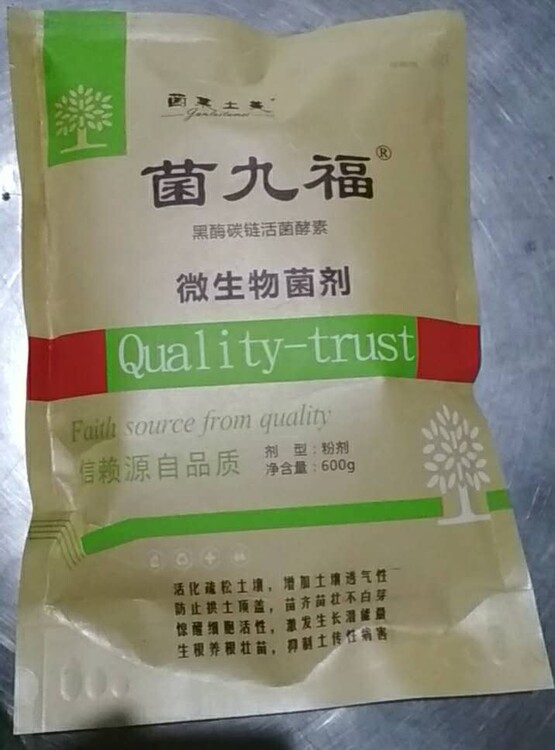 菌九福®
黑酶碳链活菌酵素
微生物菌剂
Quality-trust
Faith source from quality
信赖源自品质
剂 型：粉剂
净含量：600g
活化疏松土壤，增加土壤透气性
防止拱土顶盖，苗齐苗壮不白芽
惊醒细胞活性，激发生长潜能量
生根养根壮苗，抑制土传性病害